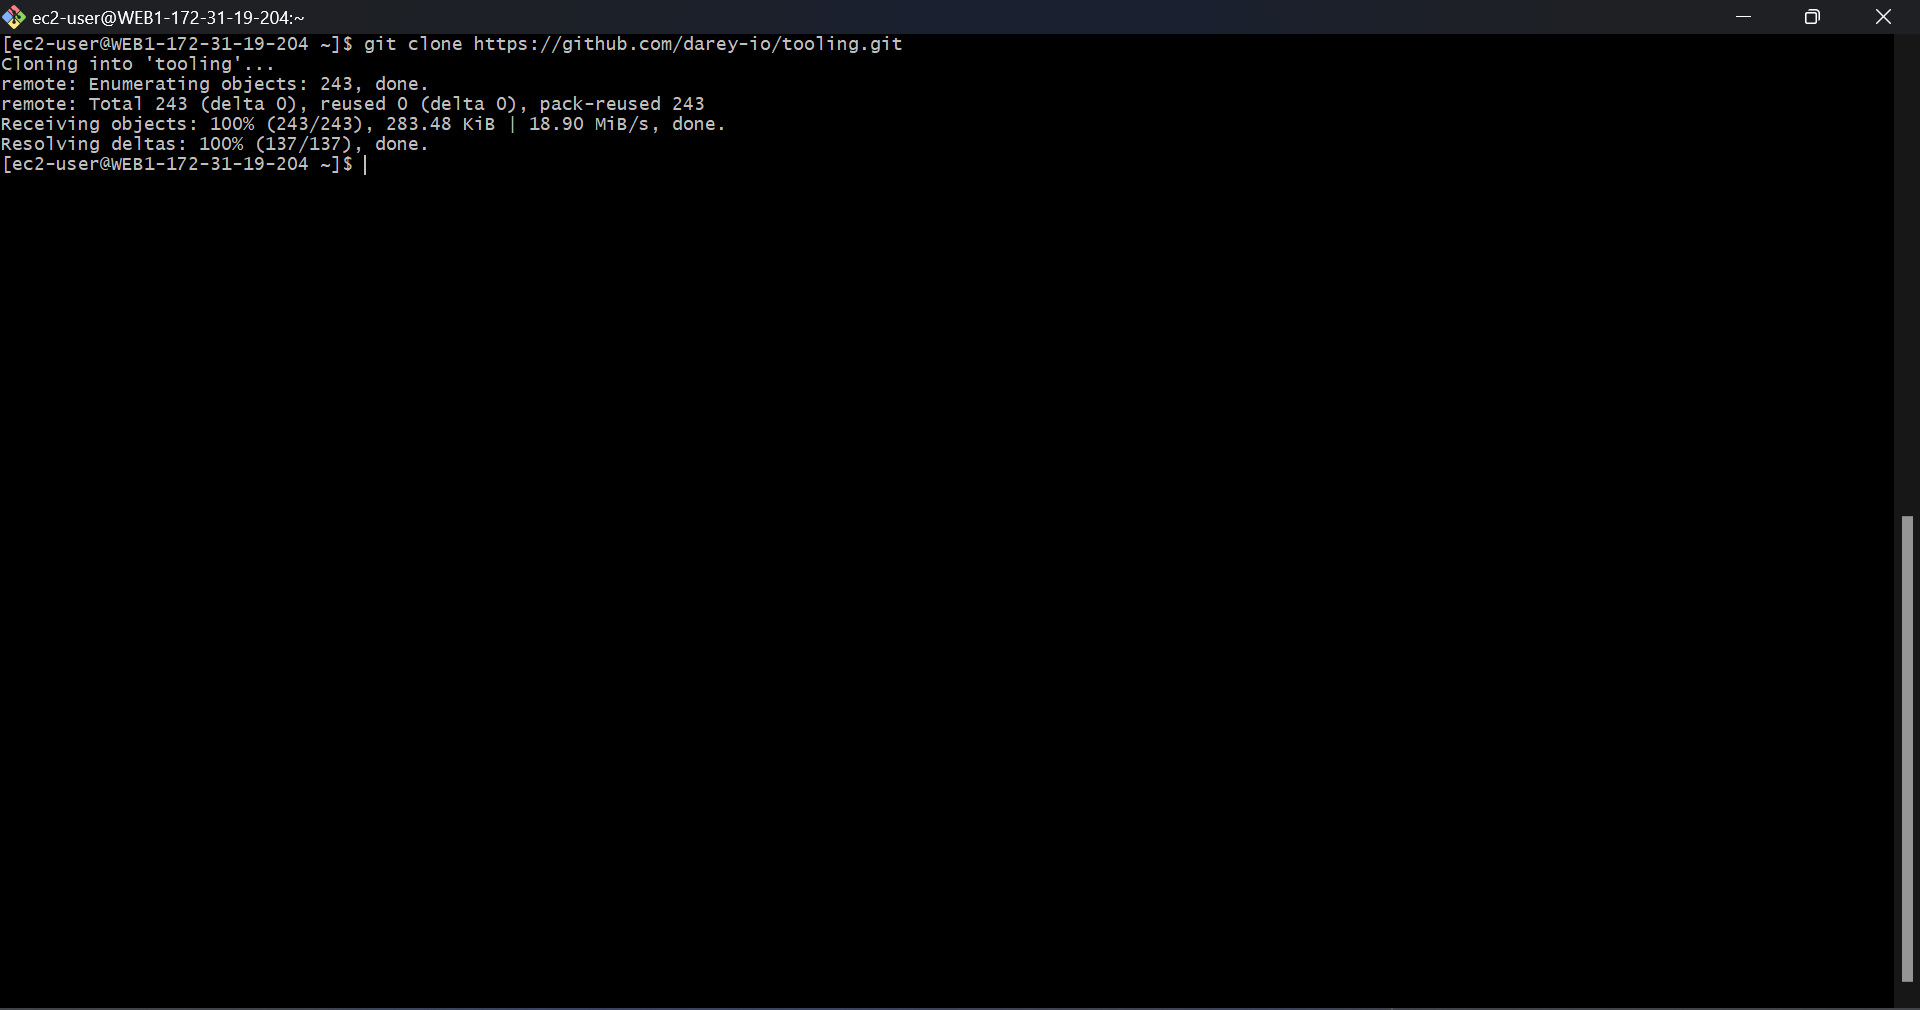 ec2-user@WEB1-172-31-19-204:~
[ec2-user@WEB1-172-31-19-204 ~]$ git clone https://github.com/darey-io/tooling.git
Cloning into 'tooling'...
remote: Enumerating objects: 243, done.
remote: Total 243 (delta 0), reused 0 (delta 0), pack-reused 243
Receiving objects: 100% (243/243), 283.48 KiB | 18.90 MiB/s, done.
Resolving deltas: 100% (137/137), done.
[ec2-user@WEB1-172-31-19-204 ~]$